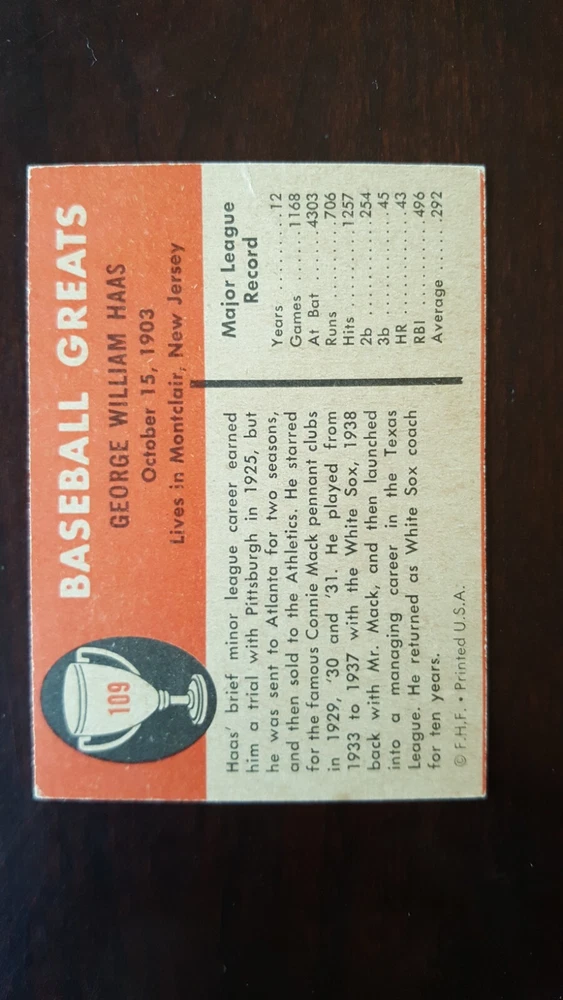 109
BASEBALL GREATS
GEORGE WILLIAM HAAS
October 15, 1903
Lives in Montclair, New Jersey
Haas' brief minor league career earned
him a trial with Pittsburgh in 1925, but
he was sent to Atlanta for two seasons,
and then sold to the Athletics. He starred
for the famous Connie Mack pennant clubs
in 1929, '30 and '31. He played from
1933 to 1937 with the White Sox, 1938
back with Mr. Mack, and then launched
into a managing career in the Texas
League. He returned as White Sox coach
for ten years.
© F.H.F. • Printed U.S.A.
Major League
Record
Years ..........12
Games .......1168
At Bat ......4303
Runs .........706
Hits .........1257
2b ............254
3b .............45
HR .............43
RBI ...........496
Average .......292